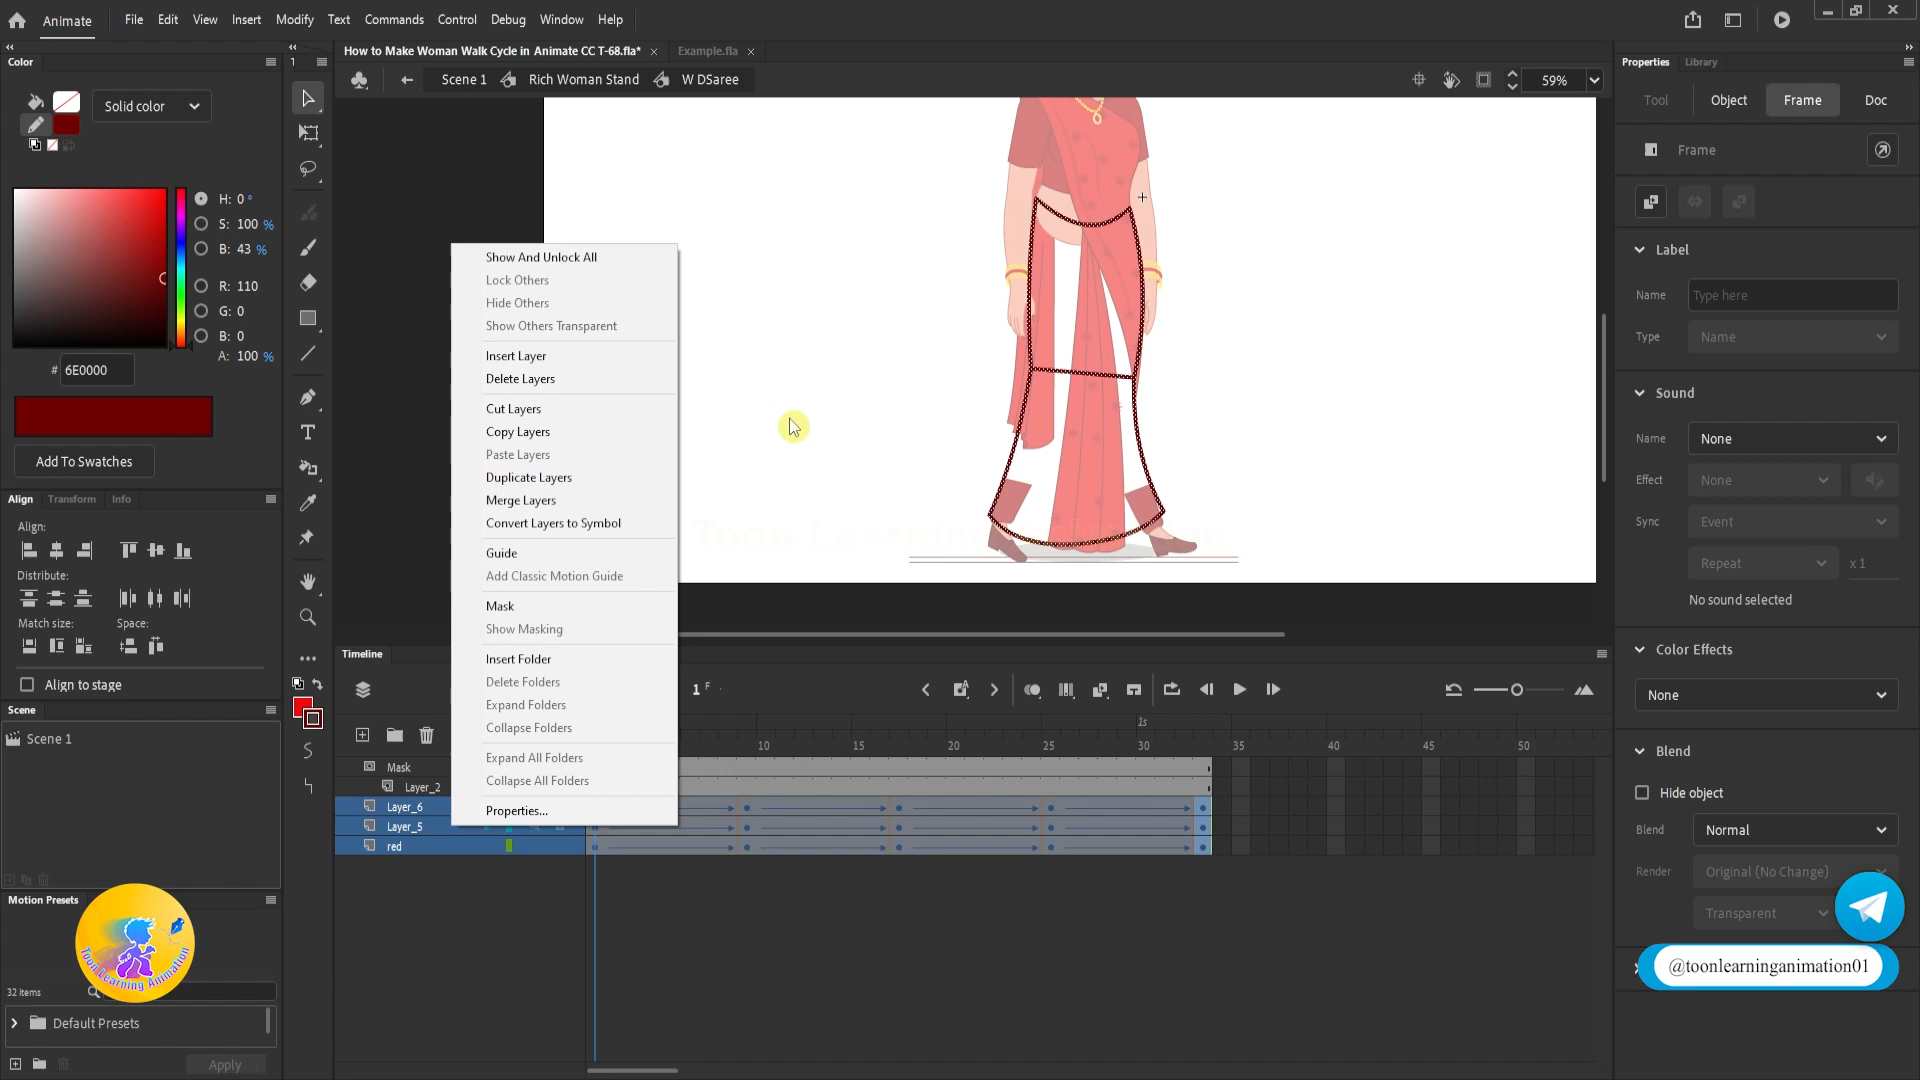 Animate
File Edit View Insert Modify Text Commands Control Debug Window Help
How to Make Woman Walk Cycle in Animate CC T-68.fla*
Example.fla
Color
Solid color
H: 0 °
S: 100 %
B: 43 %
R: 110
G: 0
B: 0
A: 100 %
# 6E0000
Add To Swatches
Align Transform Info
Align:
Distribute:
Match size: Space:
Align to stage
Scene
Scene 1
Motion Presets
Toon Learning Animation
32 items
Default Presets
Apply
Scene 1 Rich Woman Stand W DSaree
59%
Toon Learning
Show And Unlock All
Lock Others
Hide Others
Show Others Transparent
Insert Layer
Delete Layers
Cut Layers
Copy Layers
Paste Layers
Duplicate Layers
Merge Layers
Convert Layers to Symbol
Guide
Add Classic Motion Guide
Mask
Show Masking
Insert Folder
Delete Folders
Expand Folders
Collapse Folders
Expand All Folders
Collapse All Folders
Properties...
Timeline
1 F
1s
10 15 20 25 30 35 40 45 50
Mask
Layer_2
Layer_6
Layer_5
red
Properties Library
Tool Object Frame Doc
Frame
Label
Name Type here
Type Name
Sound
Name None
Effect None
Sync Event
Repeat x 1
No sound selected
Color Effects
None
Blend
Hide object
Blend Normal
Render Original (No Change)
Transparent
@toonlearninganimation01